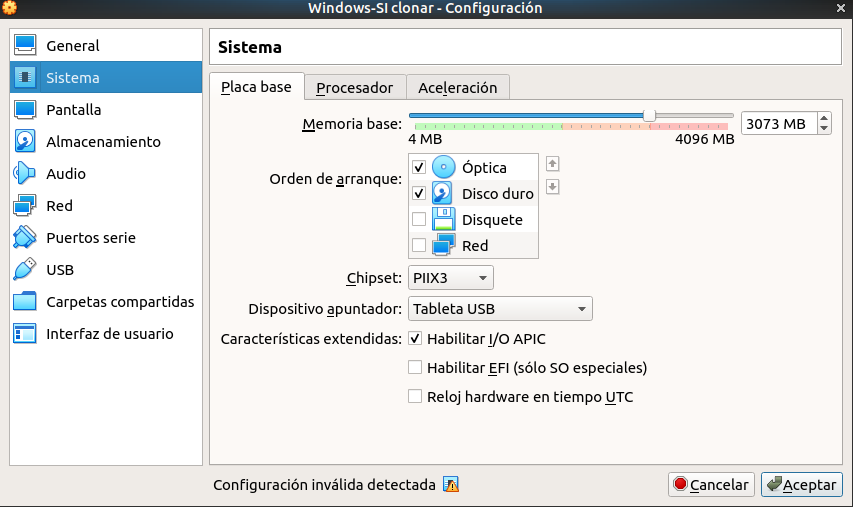 Windows-SI clonar - Configuración
General
Sistema
Pantalla
Almacenamiento
Audio
Red
Puertos serie
USB
Carpetas compartidas
Interfaz de usuario
Sistema
Placa base Procesador Aceleración
Memoria base: 3073 MB
4 MB 4096 MB
Orden de arranque: Óptica
Disco duro
Disquete
Red
Chipset: PIIX3
Dispositivo apuntador: Tableta USB
Características extendidas: Habilitar I/O APIC
Habilitar EFI (sólo SO especiales)
Reloj hardware en tiempo UTC
Configuración inválida detectada Cancelar Aceptar